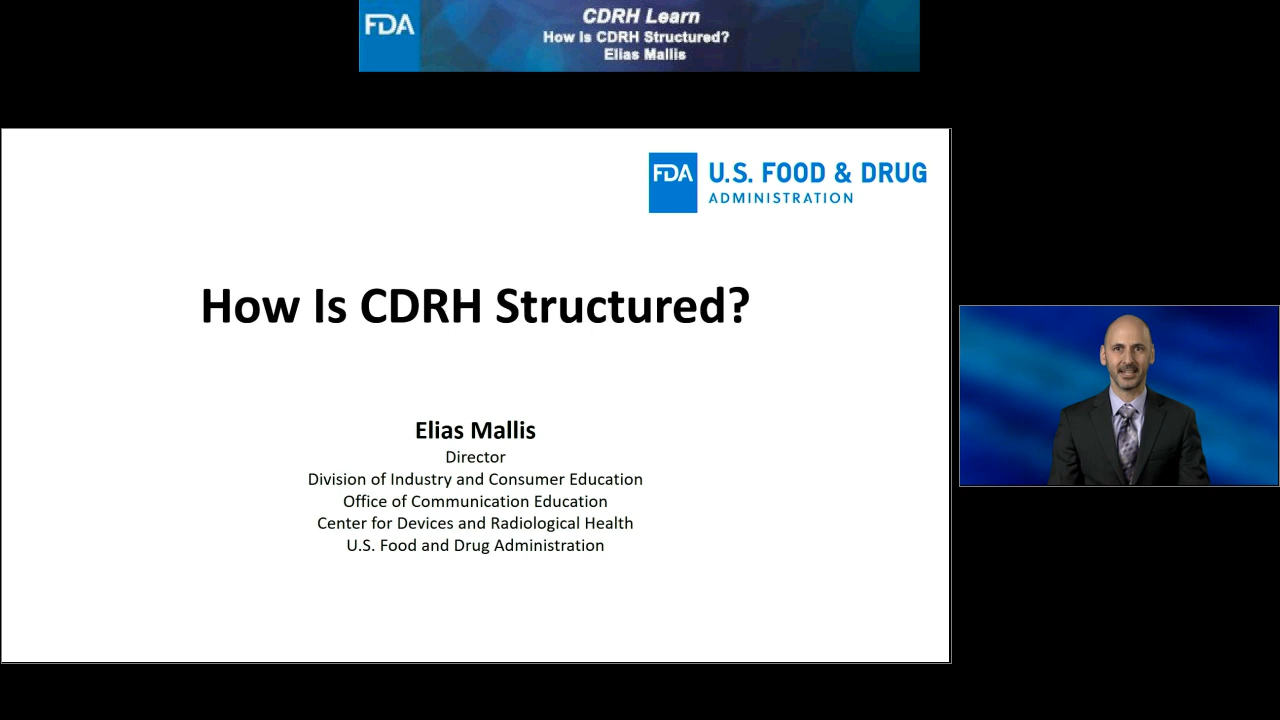 FDA
CDRH Learn
How Is CDRH Structured?
Elias Mallis
FDA
U.S. FOOD & DRUG
ADMINISTRATION
How Is CDRH Structured?
Elias Mallis
Director
Division of Industry and Consumer Education
Office of Communication Education
Center for Devices and Radiological Health
U.S. Food and Drug Administration